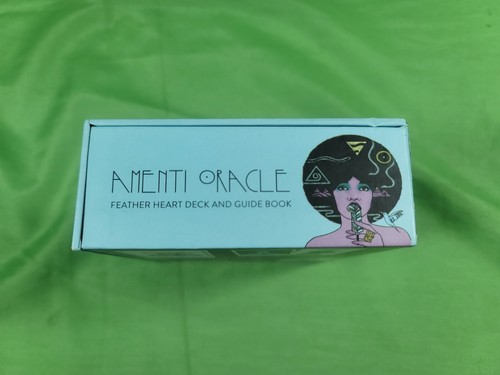 AMENTI ORACLE
FEATHER HEART DECK AND GUIDE BOOK